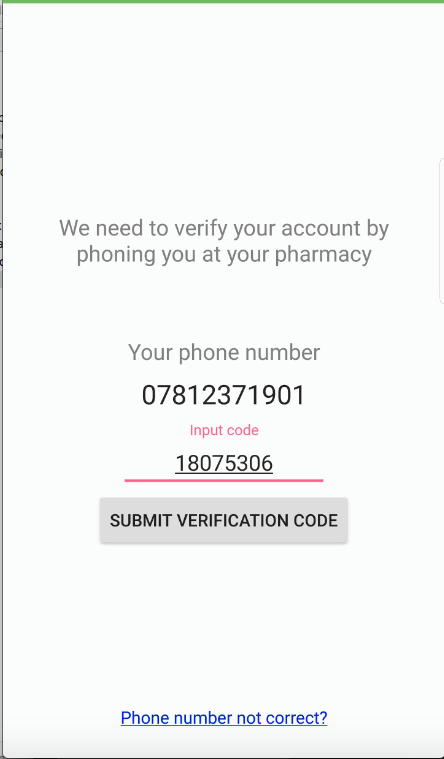 We need to verify your account by
phoning you at your pharmacy
Your phone number
07812371901
Input code
18075306
SUBMIT VERIFICATION CODE
Phone number not correct?